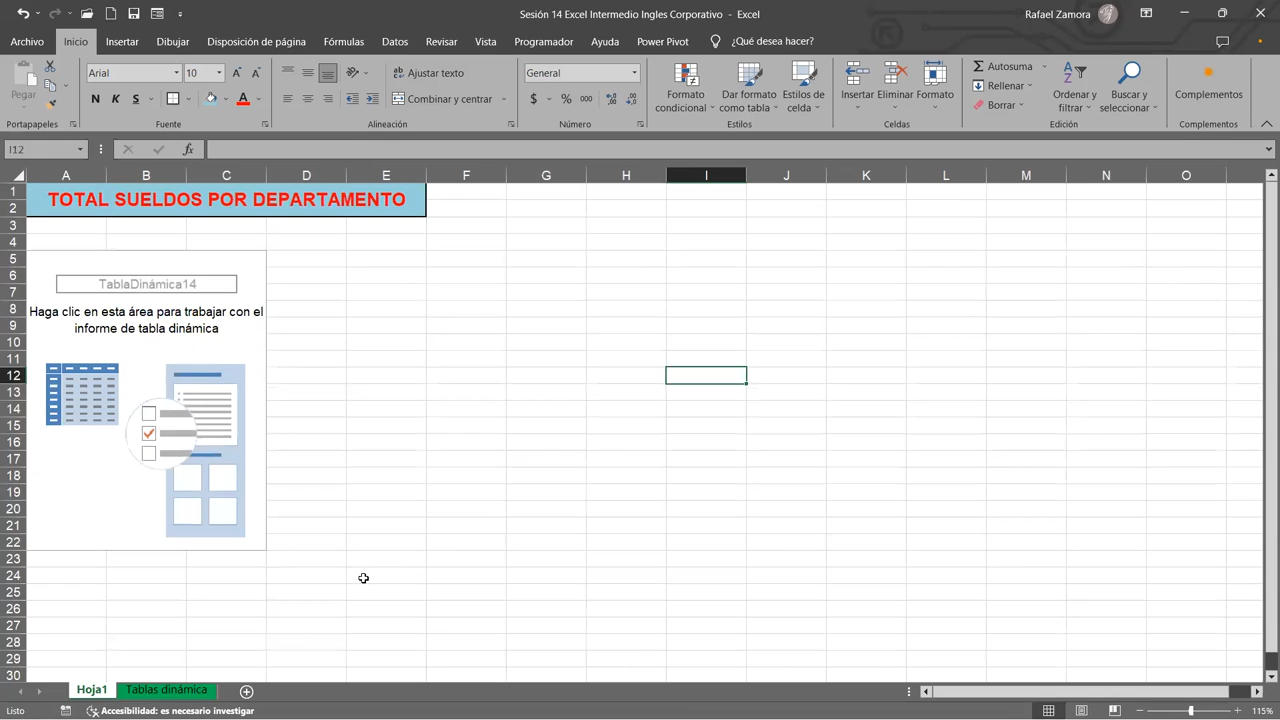 Sesión 14 Excel Intermedio Ingles Corporativo - Excel
Rafael Zamora
Archivo Inicio Insertar Dibujar Disposición de página Fórmulas Datos Revisar Vista Programador Ayuda Power Pivot ¿Qué desea hacer?
Pegar
Portapapeles
Arial 10
N K S
Fuente
Ajustar texto
Combinar y centrar
Alineación
General
$ % 000
Número
Formato condicional
Dar formato como tabla
Estilos de celda
Estilos
Insertar Eliminar Formato
Celdas
Autosuma
Rellenar
Borrar
Ordenar y filtrar
Buscar y seleccionar
Edición
Complementos
Complementos
I12
fx
A B C D E F G H I J K L M N O
1
TOTAL SUELDOS POR DEPARTAMENTO
2
3
4
5
6
TablaDinámica14
7
8
Haga clic en esta área para trabajar con el
9
informe de tabla dinámica
10
11
12
13
14
15
16
17
18
19
20
21
22
23
24
25
26
27
28
29
30
Hoja1 Tablas dinámica
Listo Accesibilidad: es necesario investigar 115%